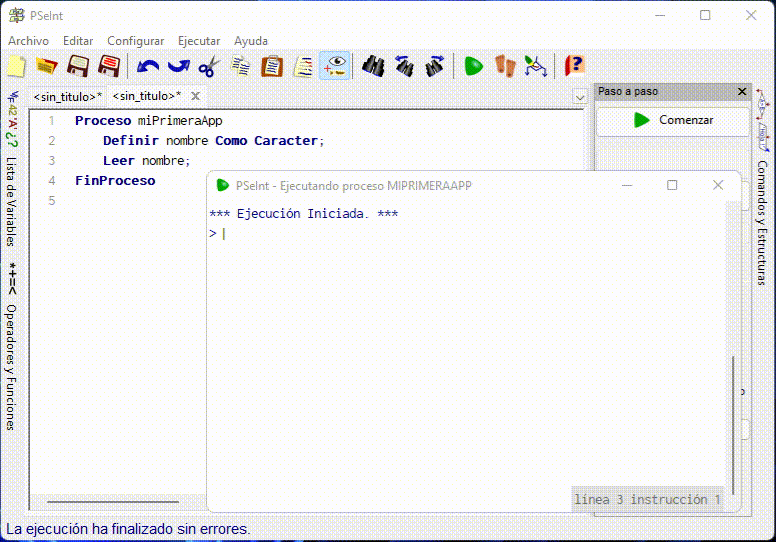 PSeInt
Archivo Editar Configurar Ejecutar Ayuda
<sin_titulo>* <sin_titulo>*
Paso a paso
Comenzar
1 Proceso miPrimeraApp
2 Definir nombre Como Caracter;
3 Leer nombre;
4 FinProceso
5
PSeInt - Ejecutando proceso MIPRIMERAAPP
*** Ejecución Iniciada. ***
>
línea 3 instrucción 1
Lista de Variables
*+=< Operadores y Funciones
Comandos y Estructuras
La ejecución ha finalizado sin errores.